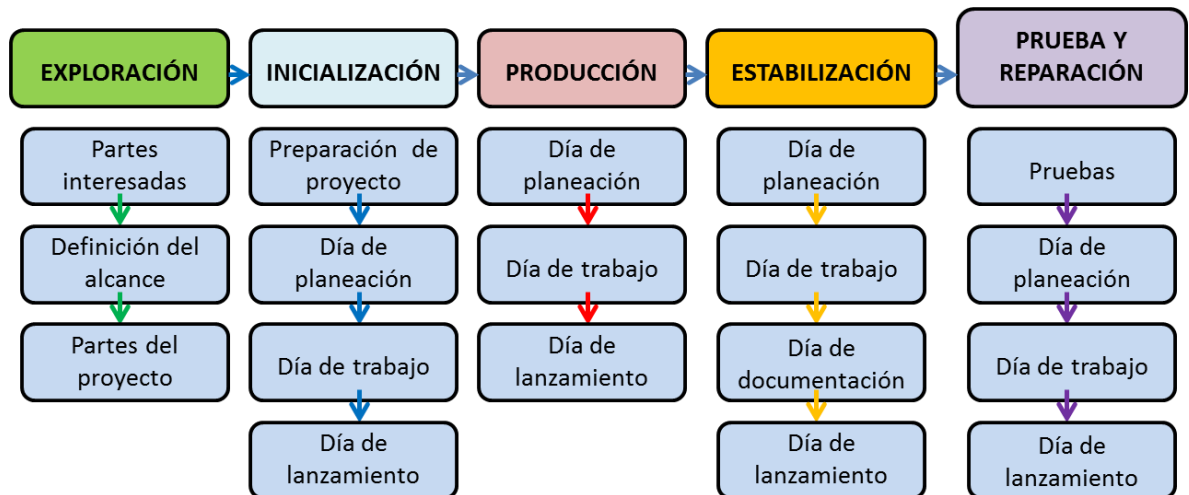 EXPLORACIÓN
INICIALIZACIÓN
PRODUCCIÓN
ESTABILIZACIÓN
PRUEBA Y
REPARACIÓN
Partes
interesadas
Definición del
alcance
Partes del
proyecto
Preparación de
proyecto
Día de
planeación
Día de trabajo
Día de
lanzamiento
Día de
planeación
Día de trabajo
Día de
lanzamiento
Día de
planeación
Día de trabajo
Día de
documentación
Día de
lanzamiento
Pruebas
Día de
planeación
Día de trabajo
Día de
lanzamiento